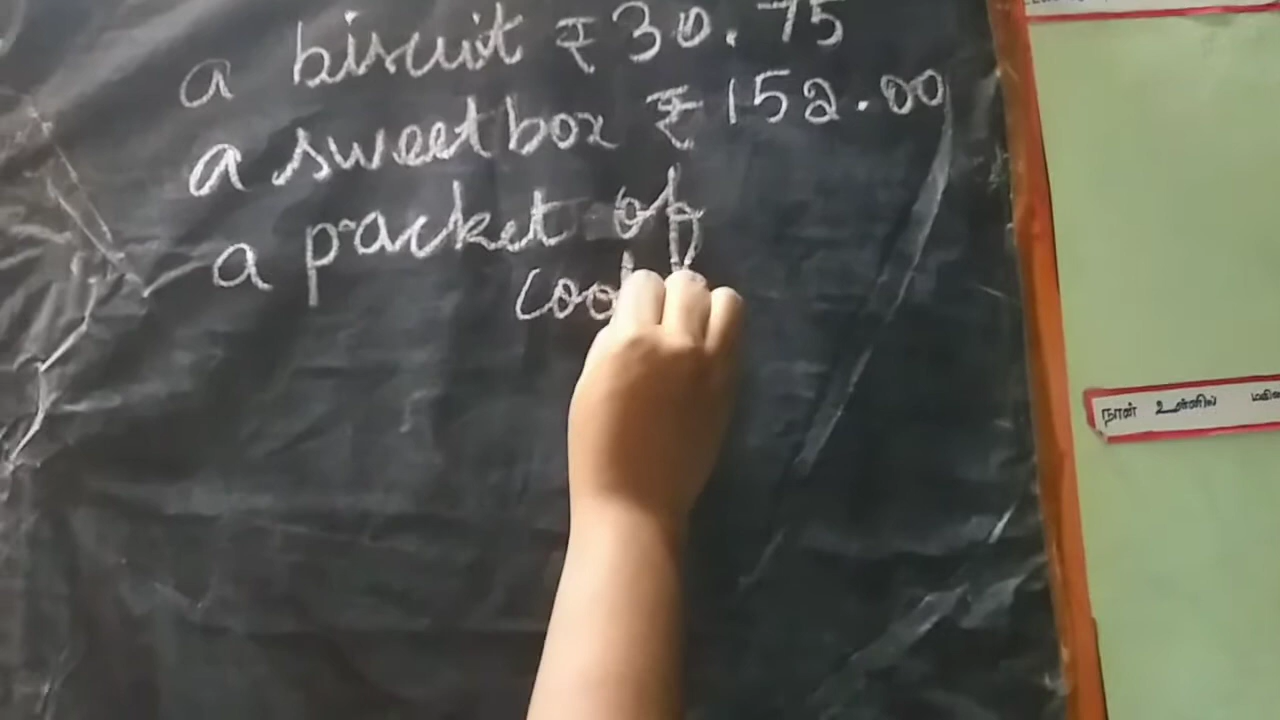 a biscuit ₹30.75
a sweetbox ₹152.00
a packet of
நான் உன்னில்